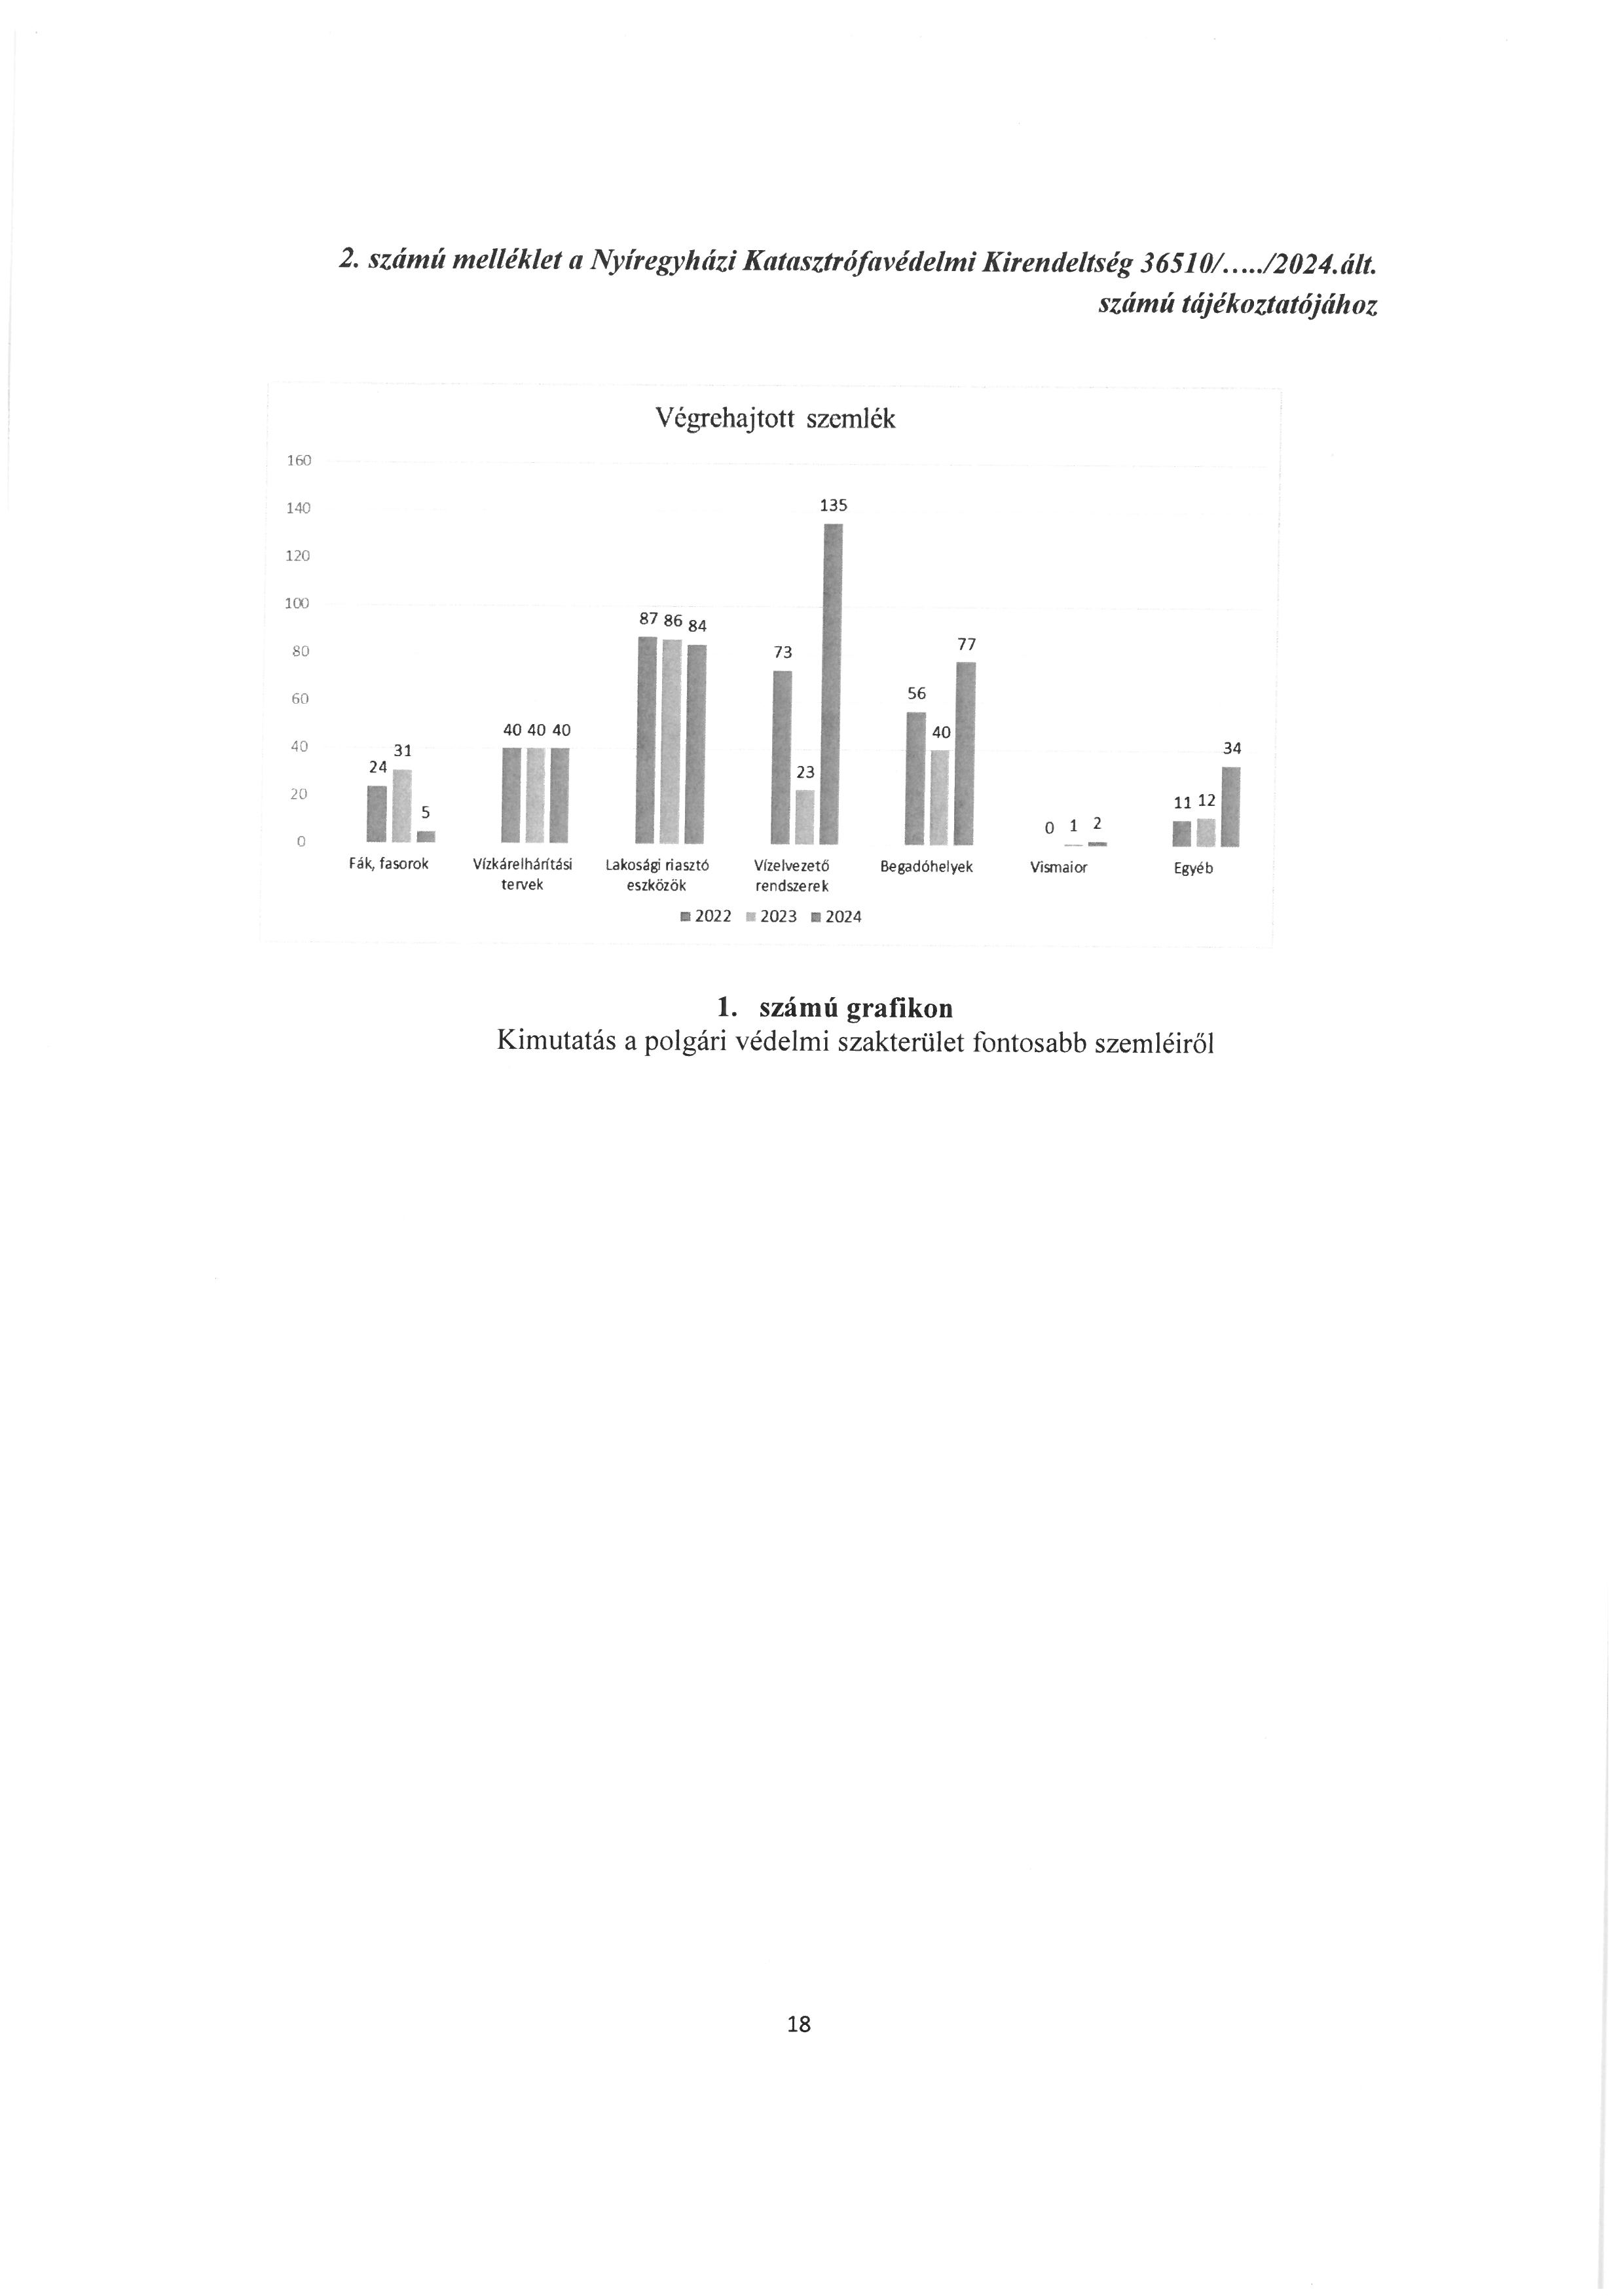 2. számú melléklet a Nyíregyházi Katasztrófavédelmi Kirendeltség 36510/...../2024.ált.
számú tájékoztatójához
Végrehajtott szemlék
160
140
120
100
80
60
40
20
0
24 31 5
40 40 40
87 86 84
73 23 135
56 40 77
0 1 2
11 12 34
Fák, fasorok
Vízkárelhárítási
tervek
Lakosági riasztó
eszközök
Vízelvezető
rendszerek
Begadóhelyek
Vismaior
Egyéb
2022 2023 2024
1. számú grafikon
Kimutatás a polgári védelmi szakterület fontosabb szemléiről
18